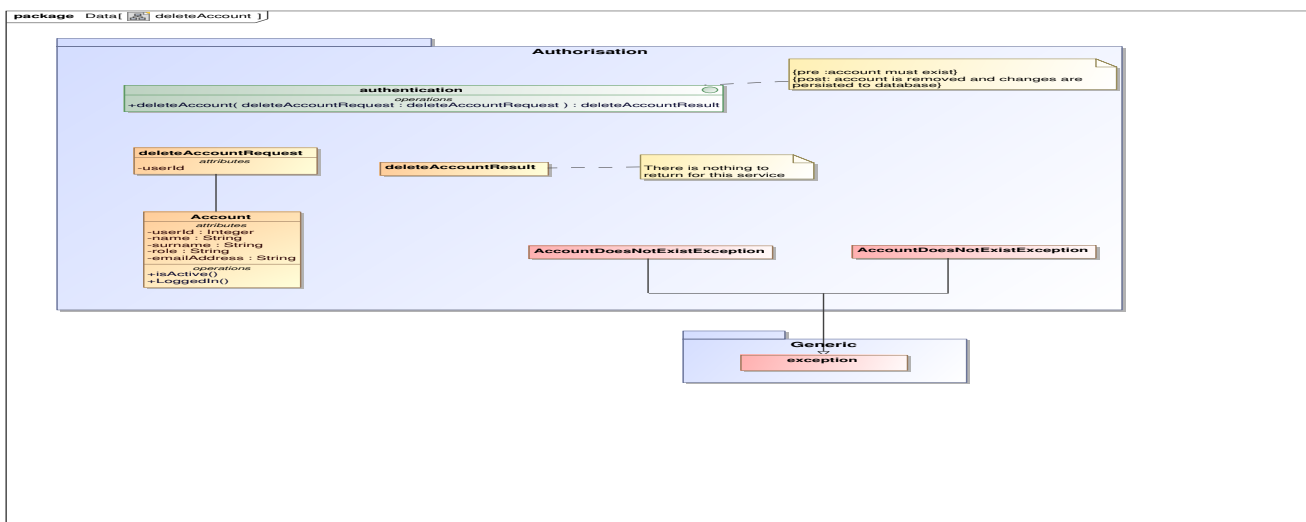 package Data[ deleteAccount ]
Authorisation
{pre :account must exist}
{post: account is removed and changes are
persisted to database}
authentication
operations
+deleteAccount( deleteAccountRequest : deleteAccountRequest ) : deleteAccountResult
deleteAccountRequest
attributes
-userId
deleteAccountResult
There is nothing to
return for this service
Account
attributes
-userId : Integer
-name : String
-surname : String
-role : String
-emailAddress : String
operations
+isActive()
+LoggedIn()
AccountDoesNotExistException
AccountDoesNotExistException
Generic
exception